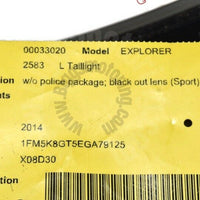 00033020 Model EXPLORER
2583 L Taillight
w/o police package; black out lens (Sport)
2014
1FM5K8GT5EGA79125
X08D30